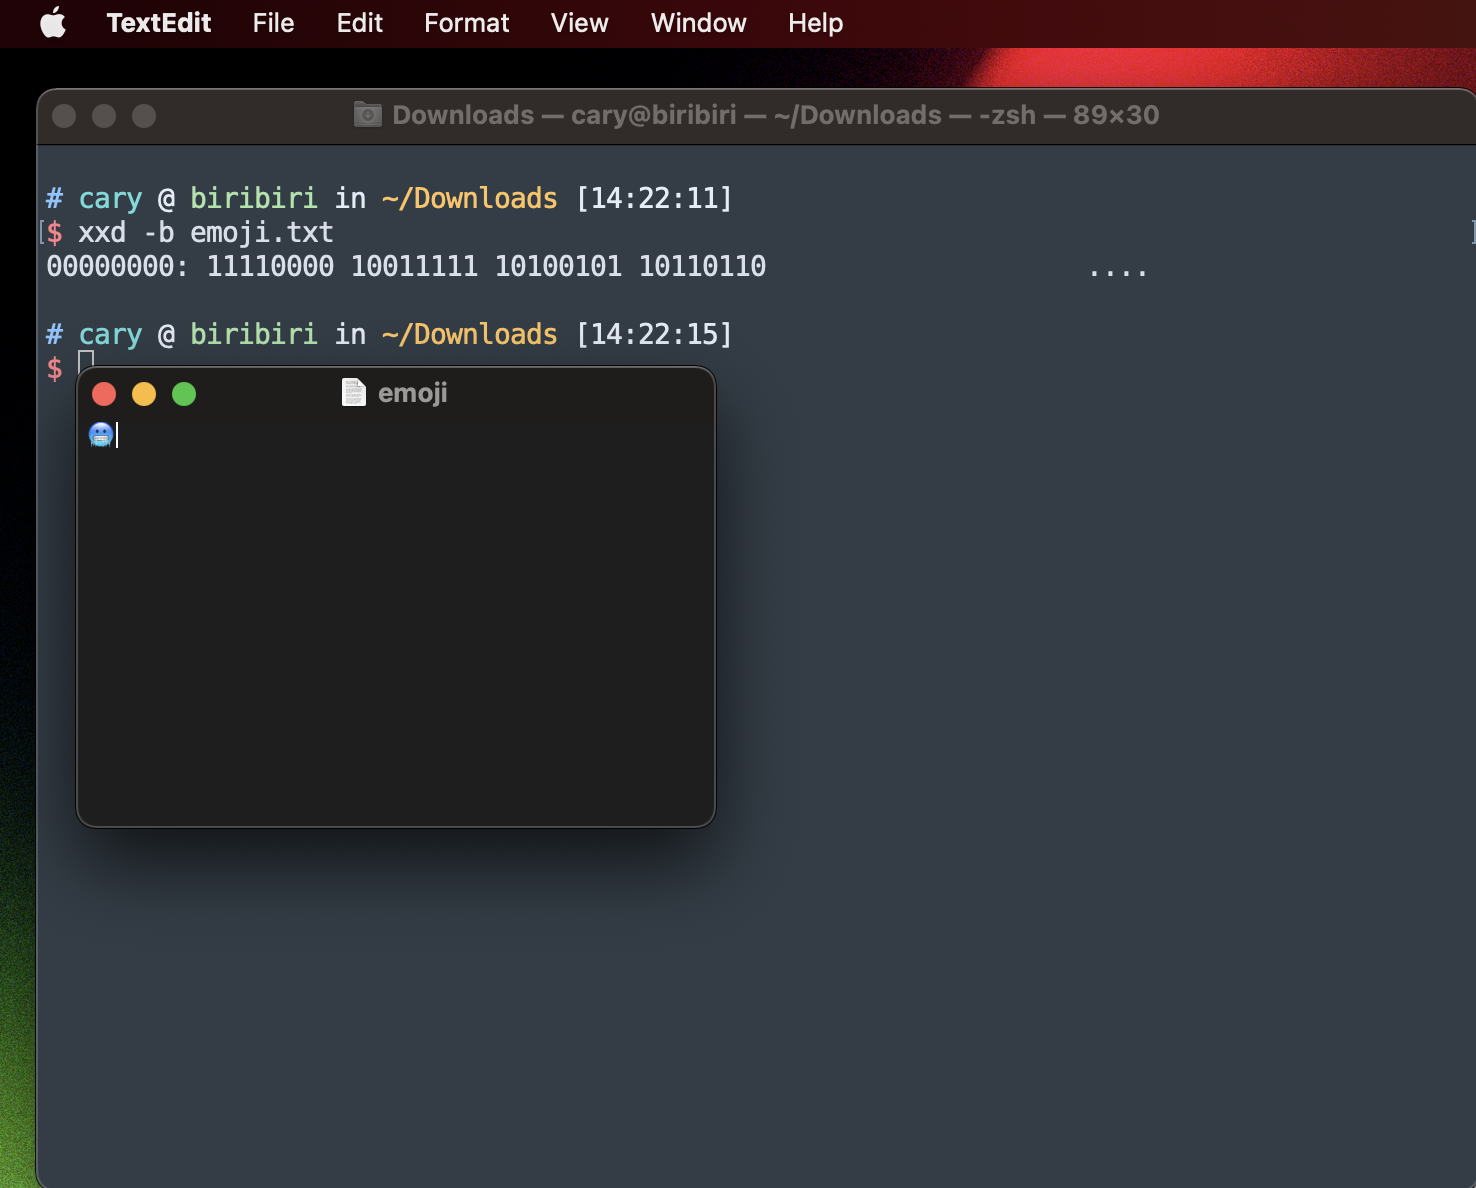 TextEdit File Edit Format View Window Help
Downloads — cary@biribiri — ~/Downloads — -zsh — 89×30
# cary @ biribiri in ~/Downloads [14:22:11]
[$ xxd -b emoji.txt ]
00000000: 11110000 10011111 10100101 10110110 ....
# cary @ biribiri in ~/Downloads [14:22:15]
$
emoji
🥶